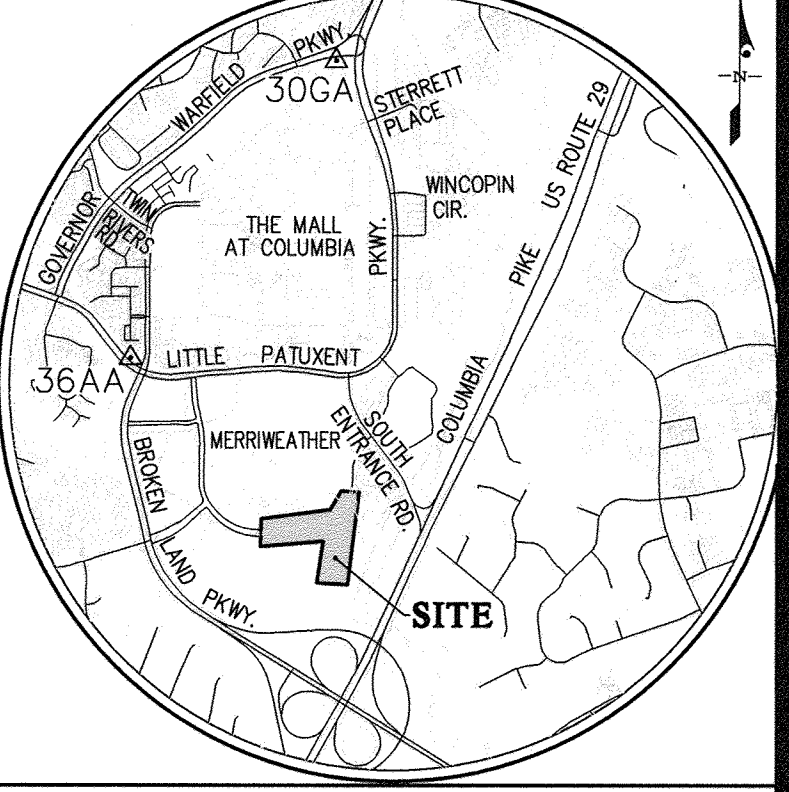 WARFIELD PKWY
30GA
STERRETT
PLACE
-N-
US ROUTE 29
WINCOPIN
CIR.
GOVERNOR
TWIN
RIVERS
RD.
THE MALL
AT COLUMBIA
PKWY.
PIKE
36AA
LITTLE PATUXENT
COLUMBIA
SOUTH
ENTRANCE RD.
MERRIWEATHER
BROKEN
LAND PKWY.
SITE